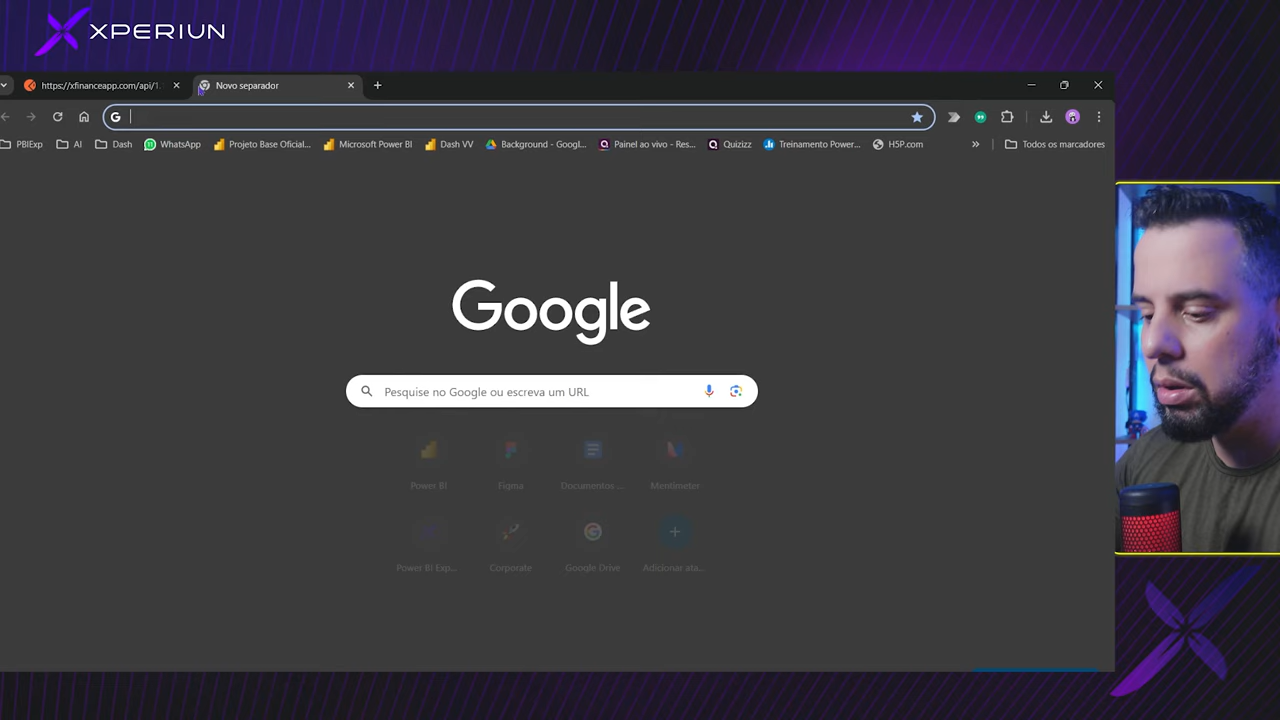 XPERIUN
https://xfinanceapp.com/api/1.
Novo separador
PBIExp
AI
Dash
WhatsApp
Projeto Base Oficial...
Microsoft Power BI
Dash VV
Background - Googl...
Painel ao vivo - Res...
Quizizz
Treinamento Power...
H5P.com
»
Todos os marcadores
Google
Pesquise no Google ou escreva um URL
Power BI
Figma
Documentos ...
Mentimeter
Power BI Exp...
Corporate
Google Drive
Adicionar ata...